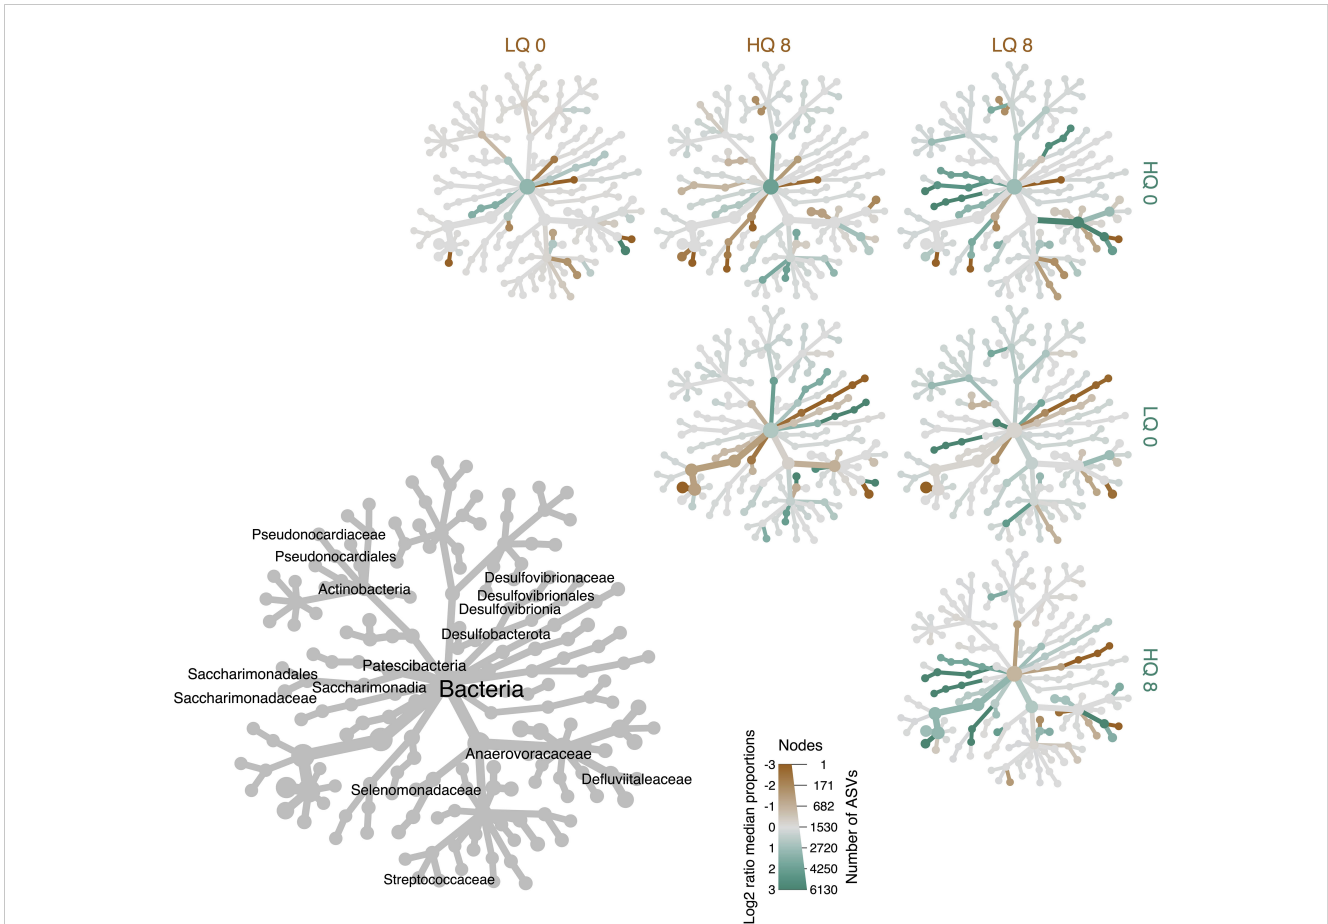 LQ 0
HQ 8
LQ 8
HQ 0
LQ 0
HQ 8
Pseudonocardiaceae
Pseudonocardiales
Actinobacteria
Desulfovibrionaceae
Desulfovibrionales
Desulfovibrionia
Desulfobacterota
Patescibacteria
Saccharimonadales
Saccharimonadia
Bacteria
Saccharimonadaceae
Anaerovoracaceae
Defluviitaleaceae
Selenomonadaceae
Streptococcaceae
Nodes
Log2 ratio median proportions
Number of ASVs
-3 1
-2 171
-1 682
0 1530
1 2720
2 4250
3 6130